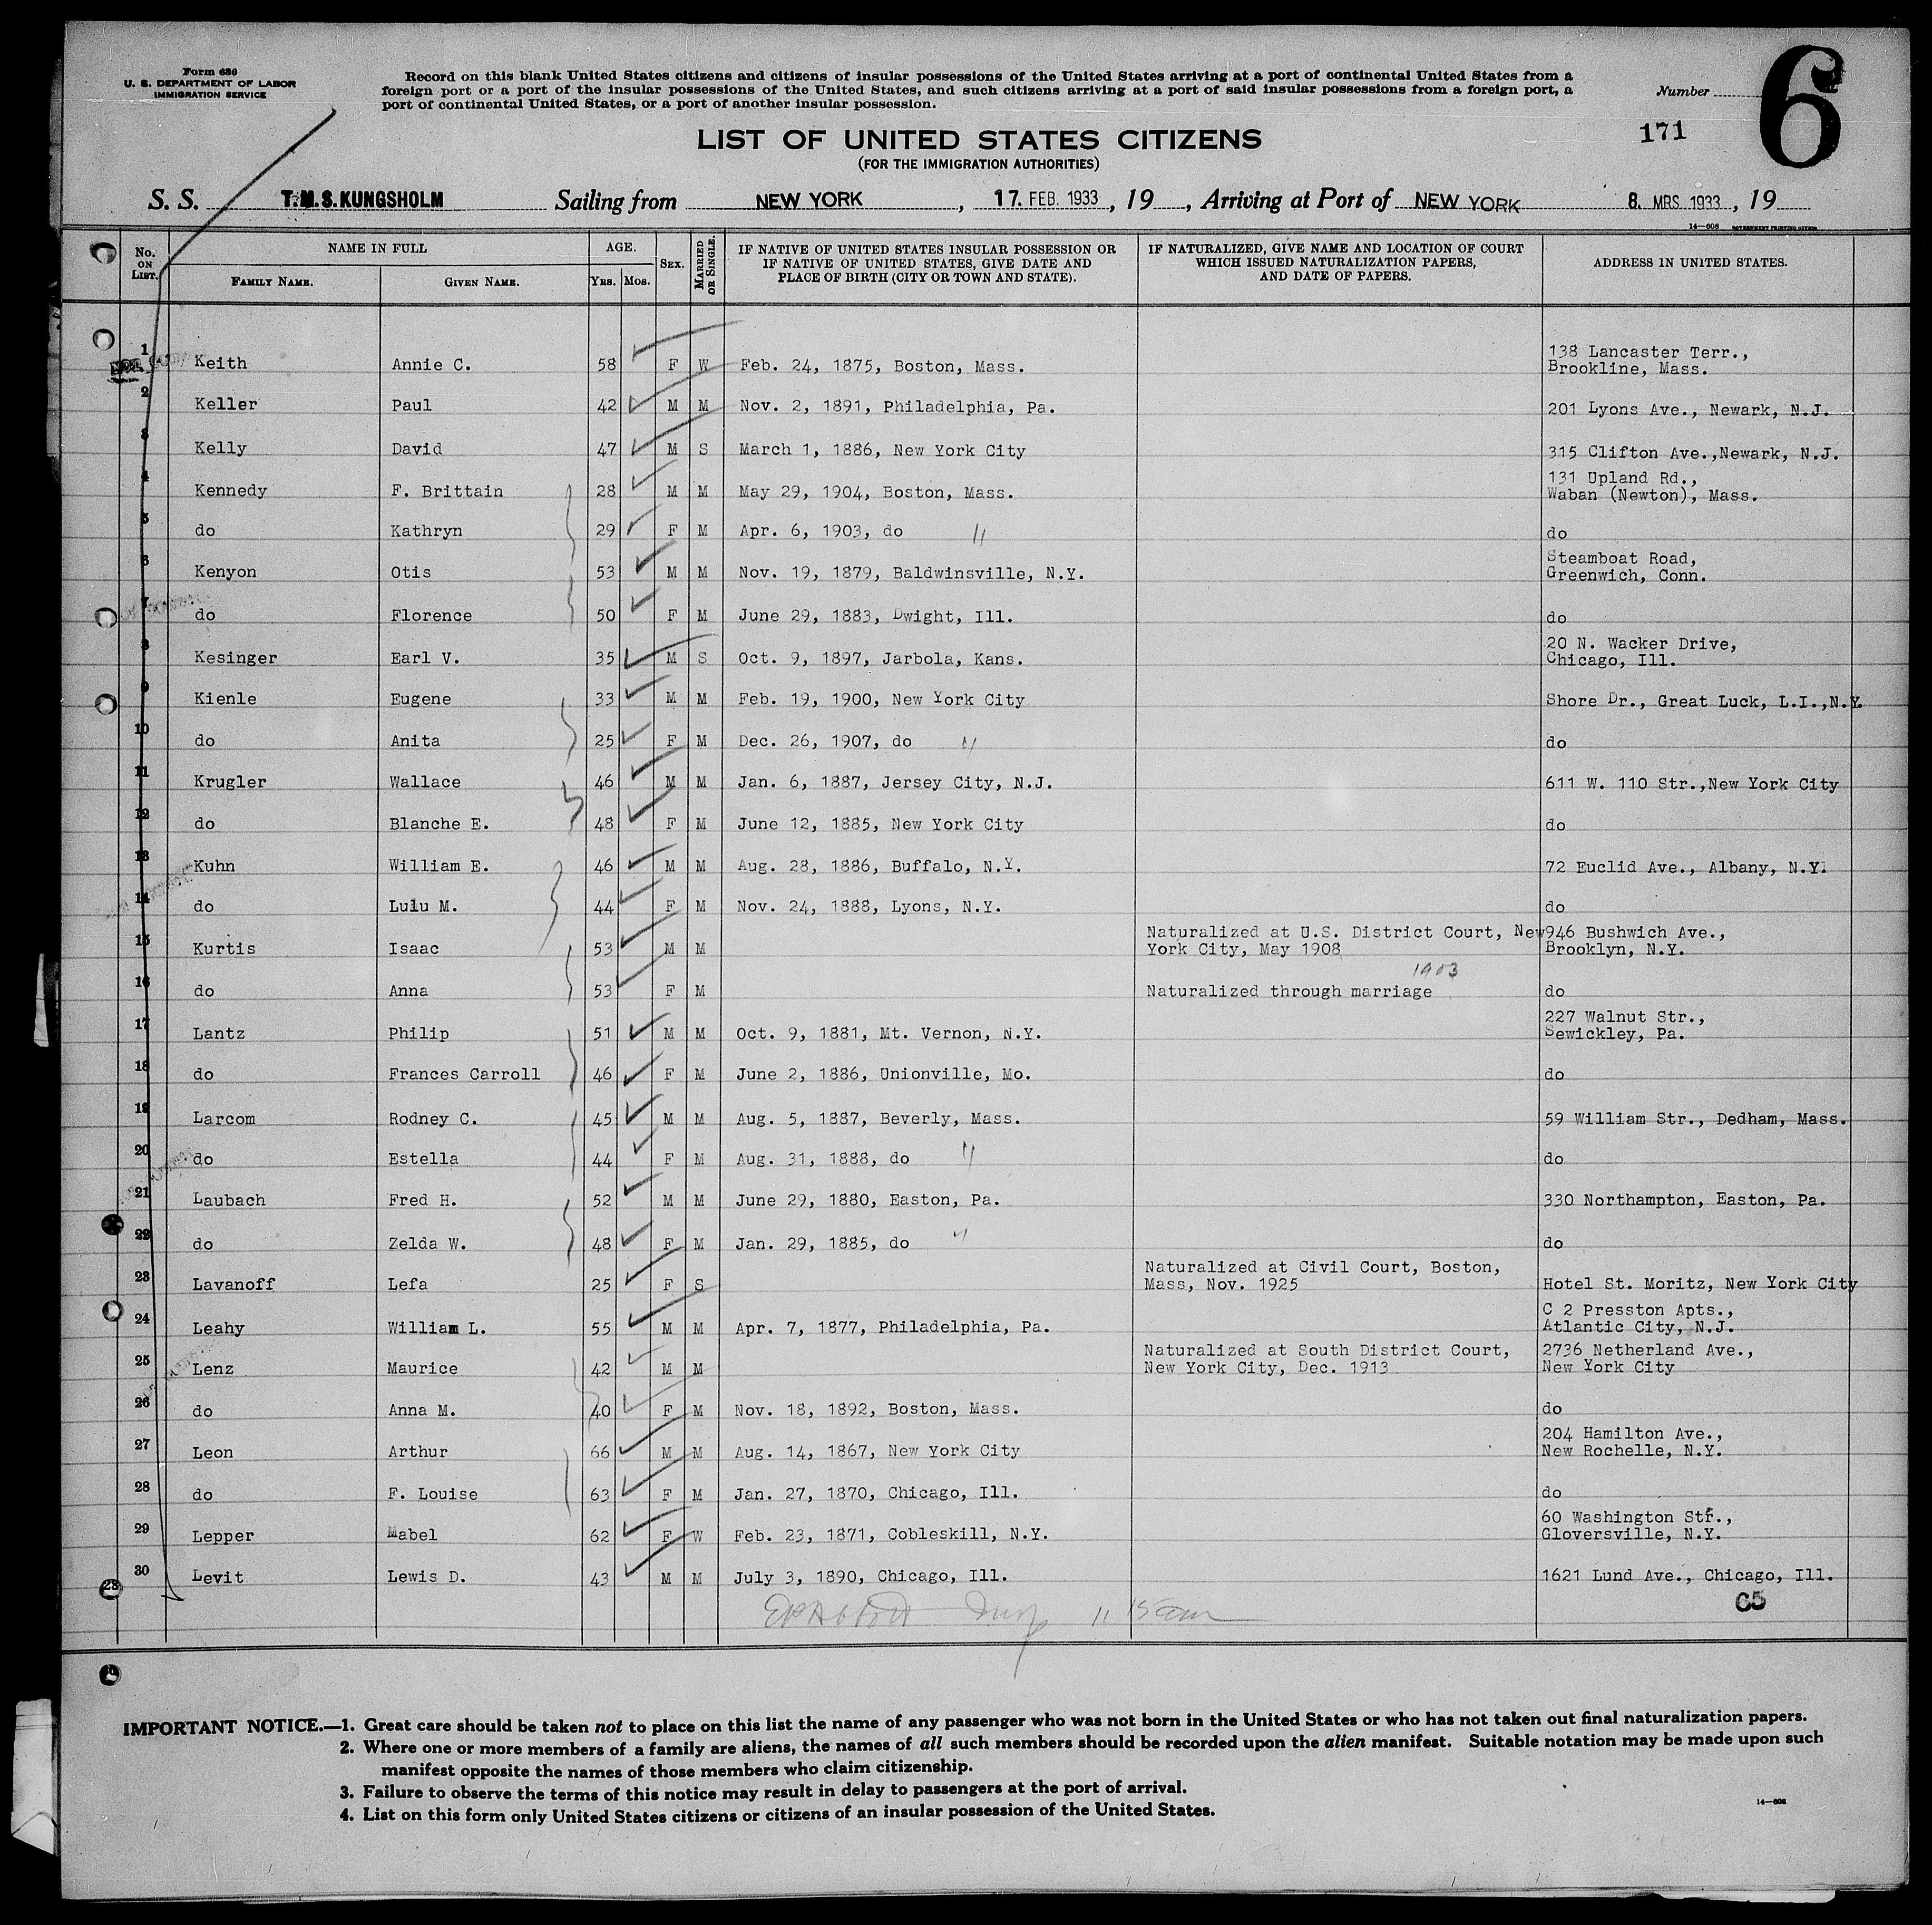 Form 686
U. S. DEPARTMENT OF LABOR
IMMIGRATION SERVICE
Record on this blank United States citizens and citizens of insular possessions of the United States arriving at a port of continental United States from a
foreign port or a port of the insular possessions of the United States, and such citizens arriving at a port of said insular possessions from a foreign port, a
port of continental United States, or a port of another insular possession.
Number
6
171
LIST OF UNITED STATES CITIZENS
(FOR THE IMMIGRATION AUTHORITIES)
S. S. T.M.S. KUNGSHOLM Sailing from NEW YORK, 17. FEB. 1933, 19, Arriving at Port of NEW YORK 8. MRS. 1933, 19
14—608 GOVERNMENT PRINTING OFFICE
No. ON LIST. NAME IN FULL FAMILY NAME. GIVEN NAME. AGE. YRS. MOS. SEX. MARRIED OR SINGLE. IF NATIVE OF UNITED STATES INSULAR POSSESSION OR IF NATIVE OF UNITED STATES, GIVE DATE AND PLACE OF BIRTH (CITY OR TOWN AND STATE). IF NATURALIZED, GIVE NAME AND LOCATION OF COURT WHICH ISSUED NATURALIZATION PAPERS, AND DATE OF PAPERS. ADDRESS IN UNITED STATES.
1 Keith Annie C. 58 F W Feb. 24, 1875, Boston, Mass. 138 Lancaster Terr., Brookline, Mass.
2 Keller Paul 42 M M Nov. 2, 1891, Philadelphia, Pa. 201 Lyons Ave., Newark, N.J.
3 Kelly David 47 M S March 1, 1886, New York City 315 Clifton Ave.,Newark, N.J.
4 Kennedy F. Brittain 28 M M May 29, 1904, Boston, Mass. 131 Upland Rd., Waban (Newton), Mass.
5 do Kathryn 29 F M Apr. 6, 1903, do " do
6 Kenyon Otis 53 M M Nov. 19, 1879, Baldwinsville, N.Y. Steamboat Road, Greenwich, Conn.
7 do Florence 50 F M June 29, 1883, Dwight, Ill. do
8 Kesinger Earl V. 35 M S Oct. 9, 1897, Jarbola, Kans. 20 N. Wacker Drive, Chicago, Ill.
9 Kienle Eugene 33 M M Feb. 19, 1900, New York City Shore Dr., Great Luck, L.I.,N.Y.
10 do Anita 25 F M Dec. 26, 1907, do " do
11 Krugler Wallace 46 M M Jan. 6, 1887, Jersey City, N.J. 611 W. 110 Str.,New York City
12 do Blanche E. 48 F M June 12, 1885, New York City do
13 Kuhn William E. 46 M M Aug. 28, 1886, Buffalo, N.Y. 72 Euclid Ave., Albany, N.Y.
14 do Lulu M. 44 F M Nov. 24, 1888, Lyons, N.Y. do
15 Kurtis Isaac 53 M M Naturalized at U.S. District Court, New York City, May 1908 946 Bushwich Ave., Brooklyn, N.Y.
1903
16 do Anna 53 F M Naturalized through marriage do
17 Lantz Philip 51 M M Oct. 9, 1881, Mt. Vernon, N.Y. 227 Walnut Str., Sewickley, Pa.
18 do Frances Carroll 46 F M June 2, 1886, Unionville, Mo. do
19 Larcom Rodney C. 45 M M Aug. 5, 1887, Beverly, Mass. 59 William Str., Dedham, Mass.
20 do Estella 44 F M Aug. 31, 1888, do " do
21 Laubach Fred H. 52 M M June 29, 1880, Easton, Pa. 330 Northampton, Easton, Pa.
22 do Zelda W. 48 F M Jan. 29, 1885, do " do
23 Lavanoff Lefa 25 F S Naturalized at Civil Court, Boston, Mass, Nov. 1925 Hotel St. Moritz, New York City
24 Leahy William L. 55 M M Apr. 7, 1877, Philadelphia, Pa. C 2 Presston Apts., Atlantic City, N.J.
25 Lenz Maurice 42 M M Naturalized at South District Court, New York City, Dec. 1913 2736 Netherland Ave., New York City
26 do Anna M. 40 F M Nov. 18, 1892, Boston, Mass. do
27 Leon Arthur 66 M M Aug. 14, 1867, New York City 204 Hamilton Ave., New Rochelle, N.Y.
28 do F. Louise 63 F M Jan. 27, 1870, Chicago, Ill. do
29 Lepper Mabel 62 F W Feb. 23, 1871, Cobleskill, N.Y. 60 Washington Str., Gloversville, N.Y.
30 Levit Lewis D. 43 M M July 3, 1890, Chicago, Ill. 1621 Lund Ave., Chicago, Ill.
11 15 am
65
IMPORTANT NOTICE.—1. Great care should be taken not to place on this list the name of any passenger who was not born in the United States or who has not taken out final naturalization papers.
2. Where one or more members of a family are aliens, the names of all such members should be recorded upon the alien manifest. Suitable notation may be made upon such
manifest opposite the names of those members who claim citizenship.
3. Failure to observe the terms of this notice may result in delay to passengers at the port of arrival.
4. List on this form only United States citizens or citizens of an insular possession of the United States.
14—608